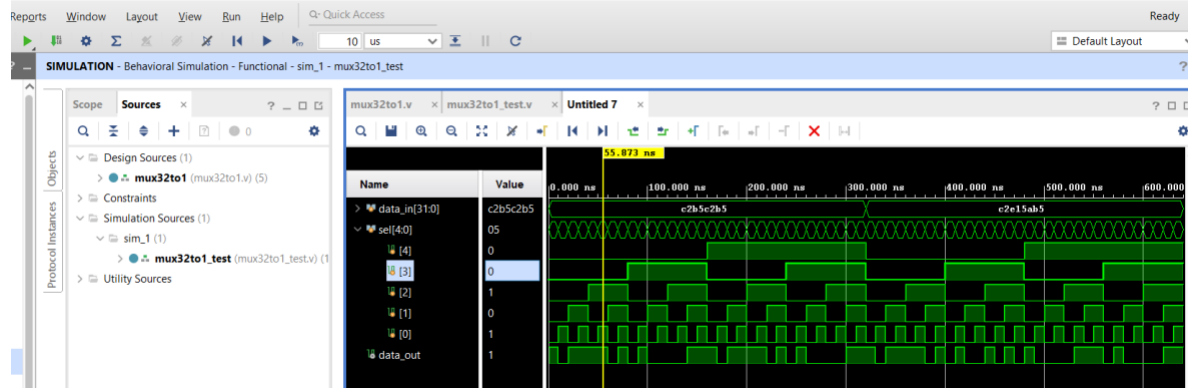 Reports Window Layout View Run Help Quick Access Ready
10 us Default Layout
? ... SIMULATION - Behavioral Simulation - Functional - sim_1 - mux32to1_test ?
Scope Sources × ? _
0
Objects
Protocol Instances
Design Sources (1)
mux32to1 (mux32to1.v) (5)
Constraints
Simulation Sources (1)
sim_1 (1)
mux32to1_test (mux32to1_test.v) (1
Utility Sources
mux32to1.v × mux32to1_test.v × Untitled 7 × ?
55.873 ns
Name Value 0.000 ns 100.000 ns 200.000 ns 300.000 ns 400.000 ns 500.000 ns 600.000
data_in[31:0] c2b5c2b5 c2b5c2b5 c2e15ab5
sel[4:0] 05
[4] 0
[3] 0
[2] 1
[1] 0
[0] 1
data_out 1